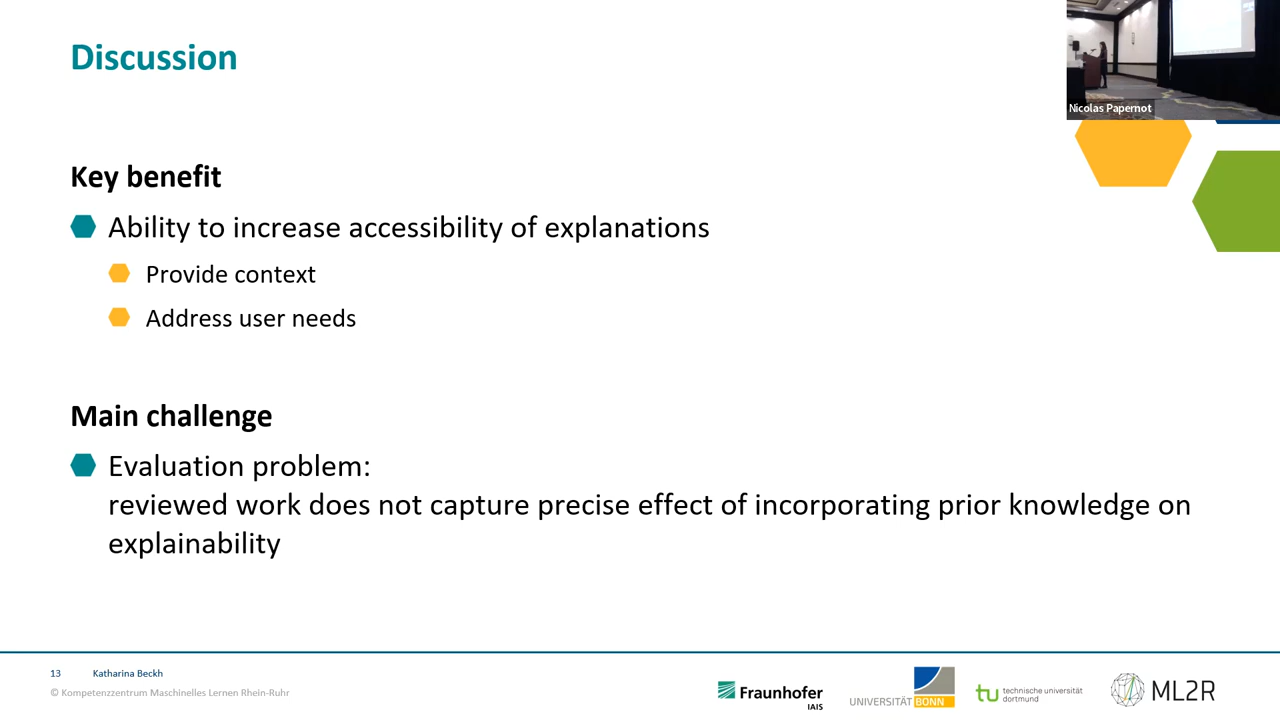 Discussion
Nicolas Papernot
Key benefit
Ability to increase accessibility of explanations
Provide context
Address user needs
Main challenge
Evaluation problem:
reviewed work does not capture precise effect of incorporating prior knowledge on
explainability
13 Katharina Beckh
© Kompetenzzentrum Maschinelles Lernen Rhein-Ruhr
Fraunhofer
IAIS
UNIVERSITÄT BONN
tu technische universität
dortmund
ML2R